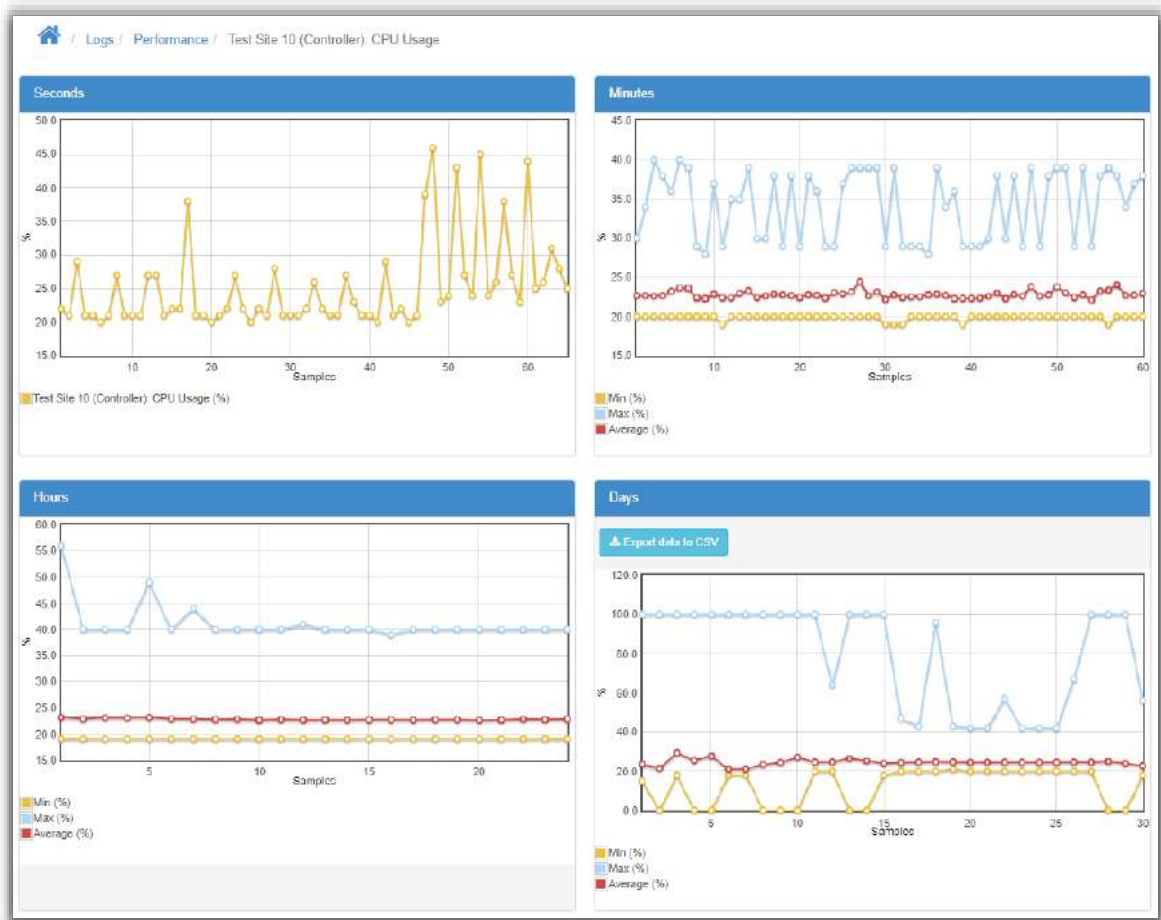 / Logs / Performance / Test Site 10 (Controller): CPU Usage
Seconds
50.0
45.0
40.0
35.0
30.0
25.0
20.0
15.0
%
10 20 30 40 50 60
Samples
Test Site 10 (Controller): CPU Usage (%)
Minutes
45.0
40.0
35.0
30.0
25.0
20.0
15.0
%
10 20 30 40 50 60
Samples
Min (%)
Max (%)
Average (%)
Hours
60.0
55.0
50.0
45.0
40.0
35.0
30.0
25.0
20.0
15.0
%
5 10 15 20
Samples
Min (%)
Max (%)
Average (%)
Days
Export data to CSV
120.0
100.0
80.0
60.0
40.0
20.0
0.0
%
5 10 15 20 25 30
Samples
Min (%)
Max (%)
Average (%)